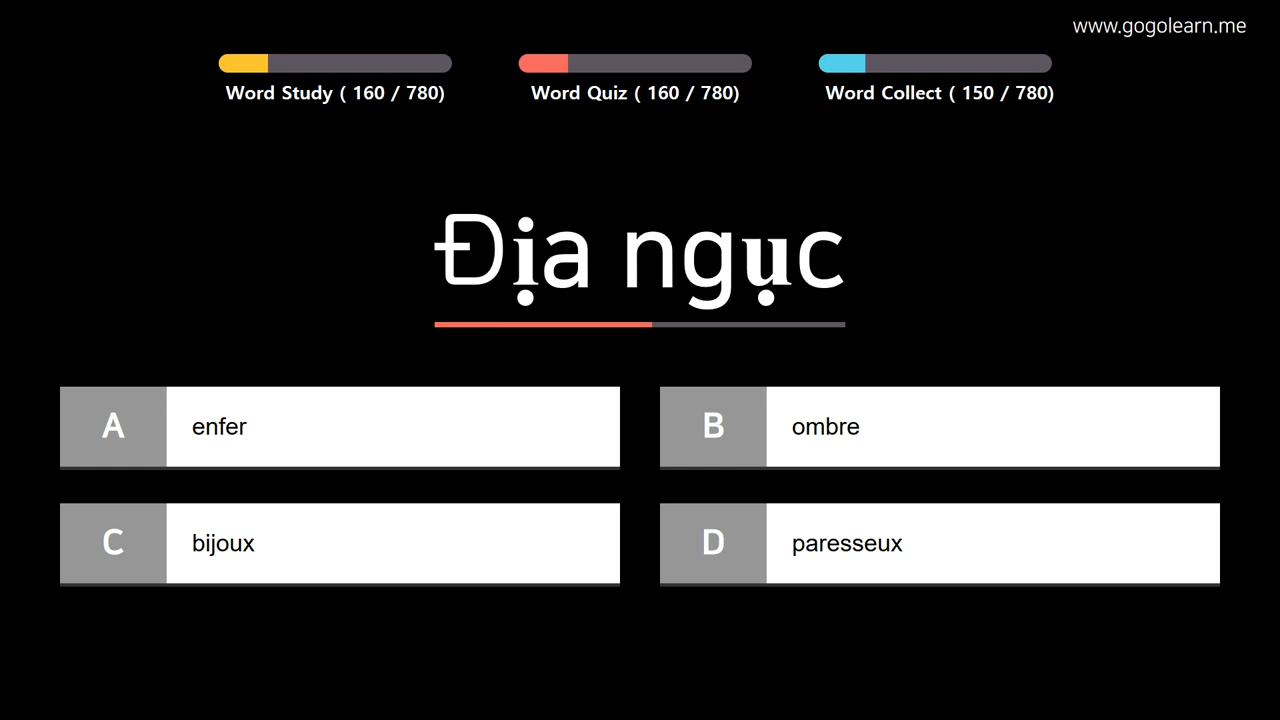 www.gogolearn.me
Word Study ( 160 / 780)
Word Quiz ( 160 / 780)
Word Collect ( 150 / 780)
Địa ngục
A
enfer
B
ombre
C
bijoux
D
paresseux